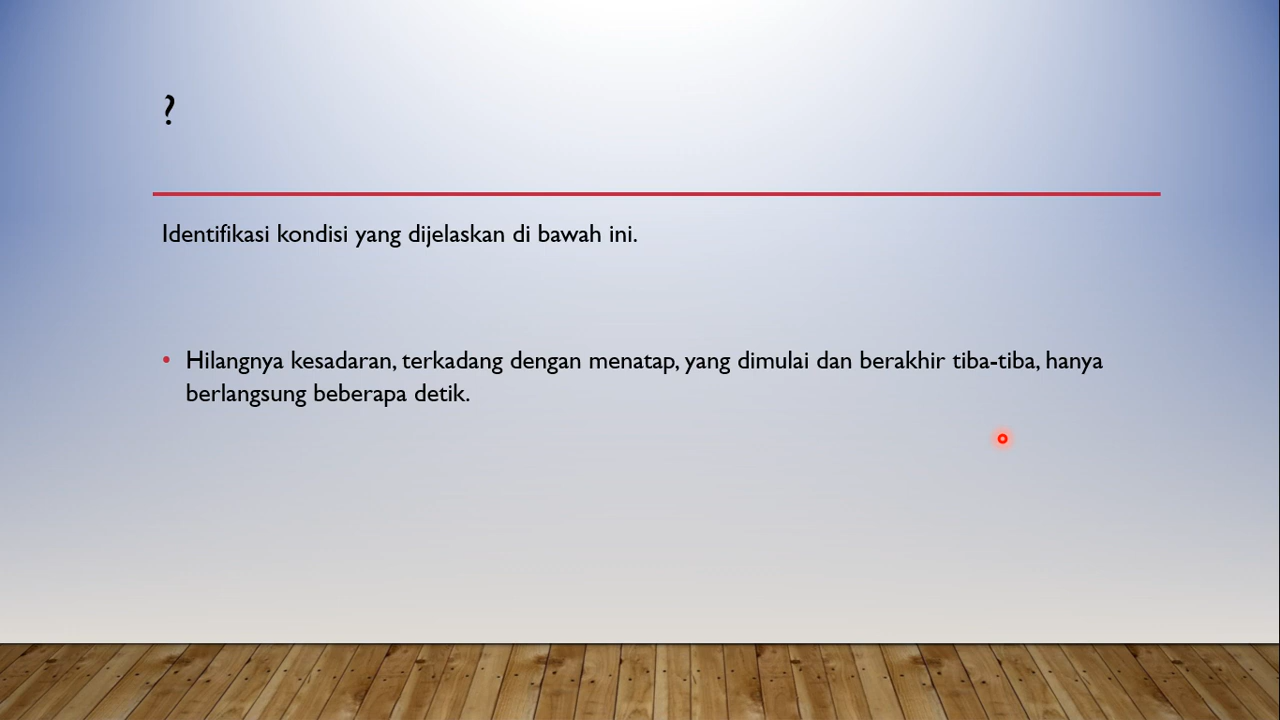 ?
Identifikasi kondisi yang dijelaskan di bawah ini.
• Hilangnya kesadaran, terkadang dengan menatap, yang dimulai dan berakhir tiba-tiba, hanya
berlangsung beberapa detik.